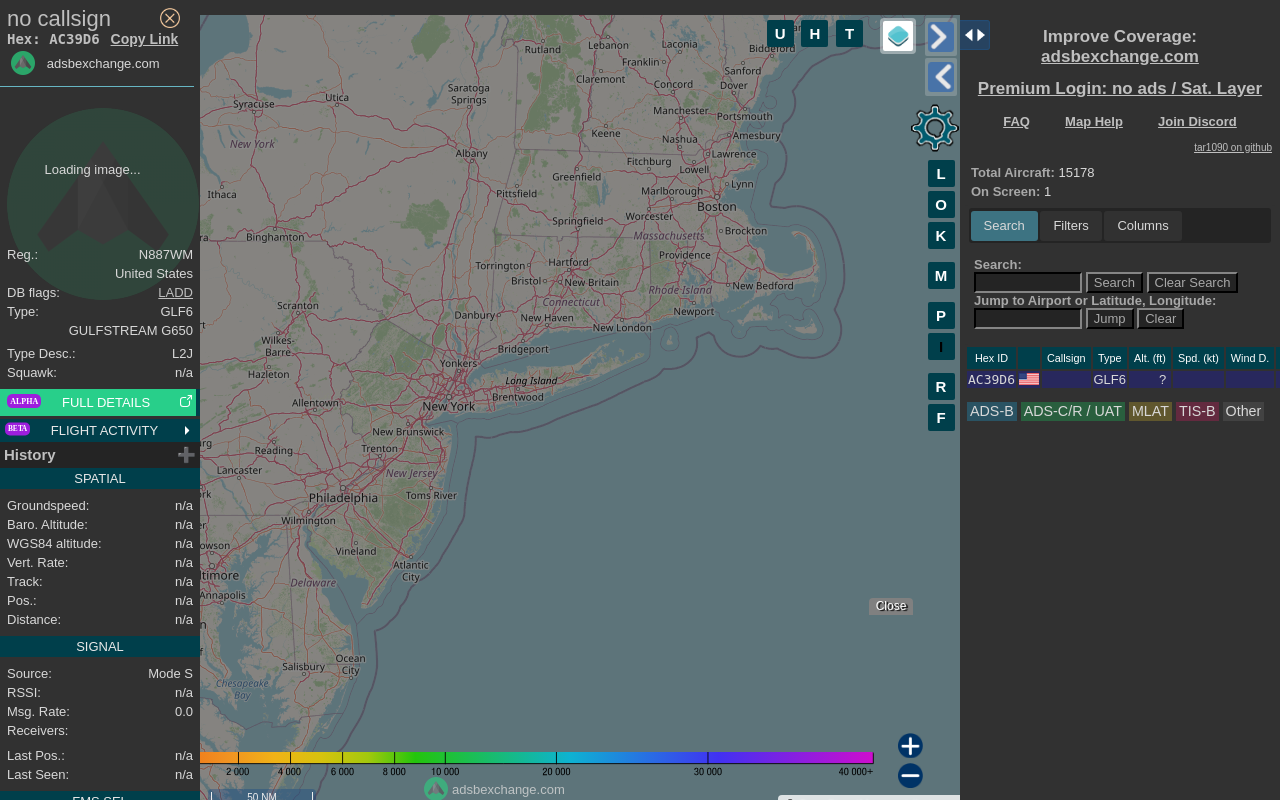 no callsign
Hex: AC39D6 Copy Link
adsbexchange.com
Loading image...
Reg.: N887WM
United States
DB flags: LADD
Type: GLF6
GULFSTREAM G650
Type Desc.: L2J
Squawk: n/a
ALPHA FULL DETAILS
BETA FLIGHT ACTIVITY
History
SPATIAL
Groundspeed: n/a
Baro. Altitude: n/a
WGS84 altitude: n/a
Vert. Rate: n/a
Track: n/a
Pos.: n/a
Distance: n/a
SIGNAL
Source: Mode S
RSSI: n/a
Msg. Rate: 0.0
Receivers:
Last Pos.: n/a
Last Seen: n/a
FMS SEL
U H T
L
O
K
M
P
I
R
F
Rutland
Lebanon
Laconia
Biddeford
Franklin
Sanford
Claremont
Concord
Dover
Saratoga
Springs
Utica
Syracuse
Manchester
Portsmouth
Keene
Nashua
Amesbury
New York
Albany
Lawrence
Fitchburg
Lowell
Greenfield
Lynn
Ithaca
Pittsfield
Marlborough
Boston
Worcester
Springfield
Brockton
Binghamton
Massachusetts
Providence
Torrington
Hartford
Bristol
New Britain
New Bedford
Rhode Island
Connecticut
Scranton
Newport
Danbury
New Haven
New London
Wilkes-
Barre
Bridgeport
Yonkers
Hazleton
Long Island
Brentwood
Allentown
New York
New Brunswick
Reading
Trenton
Lancaster
New Jersey
Philadelphia
Toms River
Wilmington
Vineland
Atlantic
City
Delaware
Annapolis
Salisbury
Ocean
City
Chesapeake
Bay
Close
2 000 4 000 6 000 8 000 10 000 20 000 30 000 40 000+
adsbexchange.com
50 NM
Improve Coverage:
adsbexchange.com
Premium Login: no ads / Sat. Layer
FAQ Map Help Join Discord
tar1090 on github
Total Aircraft: 15178
On Screen: 1
Search Filters Columns
Search:
Search Clear Search
Jump to Airport or Latitude, Longitude:
Jump Clear
Hex ID Callsign Type Alt. (ft) Spd. (kt) Wind D.
AC39D6 GLF6 ?
ADS-B ADS-C/R / UAT MLAT TIS-B Other